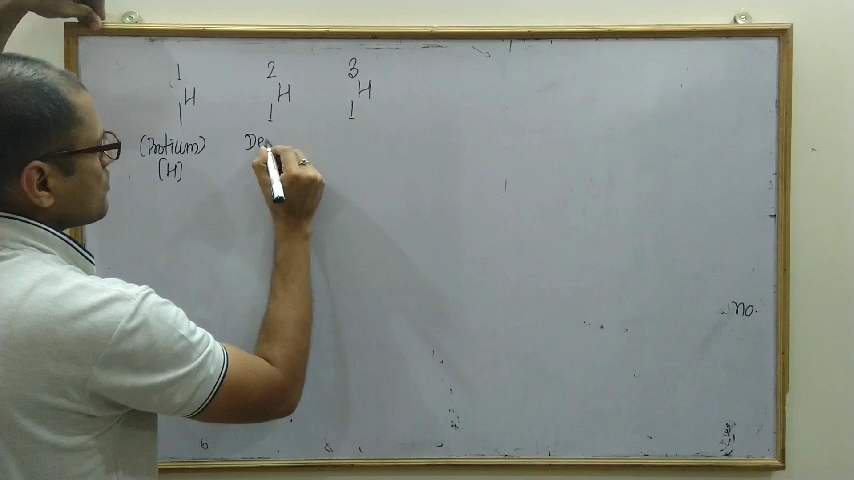 1 2 3
H H H
1 1 1
(Protium) De
(H)
no.